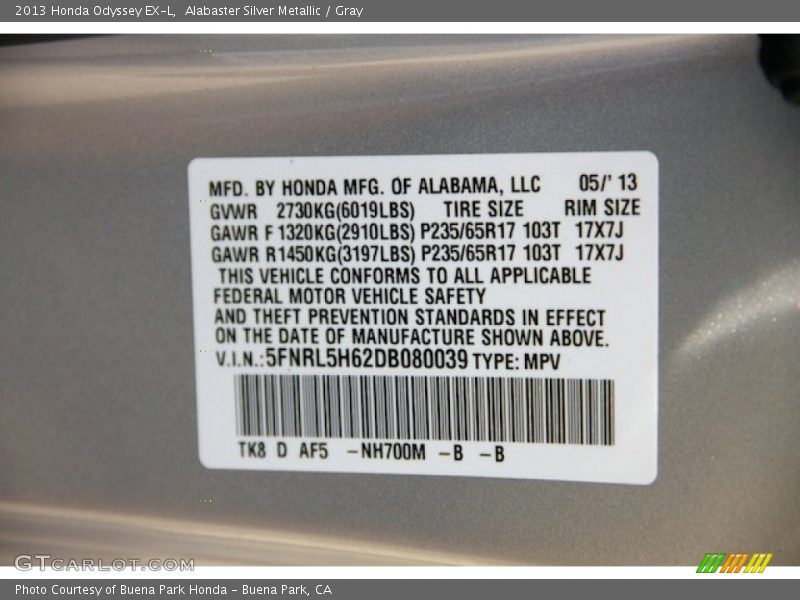 2013 Honda Odyssey EX-L, Alabaster Silver Metallic / Gray
MFD. BY HONDA MFG. OF ALABAMA, LLC 05/' 13
GVWR 2730KG(6019LBS) TIRE SIZE RIM SIZE
GAWR F 1320KG(2910LBS) P235/65R17 103T 17X7J
GAWR R1450KG(3197LBS) P235/65R17 103T 17X7J
THIS VEHICLE CONFORMS TO ALL APPLICABLE
FEDERAL MOTOR VEHICLE SAFETY
AND THEFT PREVENTION STANDARDS IN EFFECT
ON THE DATE OF MANUFACTURE SHOWN ABOVE.
V.I.N.:5FNRL5H62DB080039 TYPE: MPV
TK8 D AF5 -NH700M -B -B
GTCARLOT.COM
Photo Courtesy of Buena Park Honda - Buena Park, CA